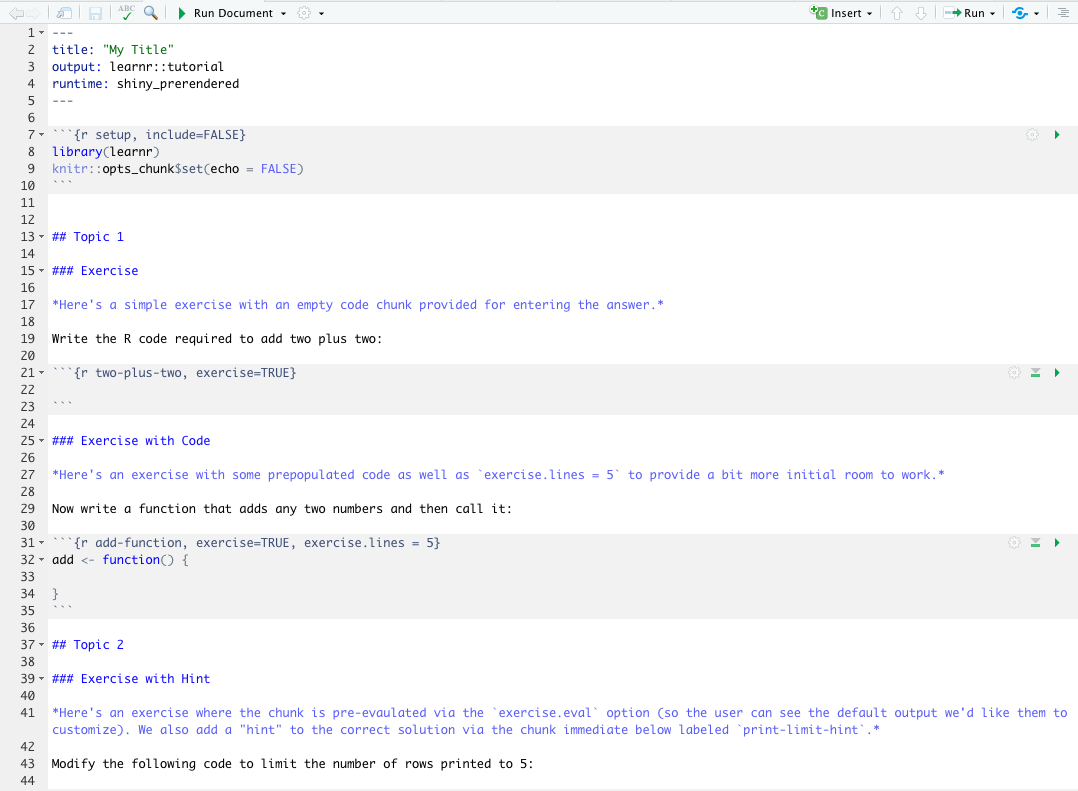 ABC Run Document Insert Run
1 ---
2 title: "My Title"
3 output: learnr::tutorial
4 runtime: shiny_prerendered
5 ---
6
7 ```{r setup, include=FALSE}
8 library(learnr)
9 knitr::opts_chunk$set(echo = FALSE)
10 ```
11
12
13 ## Topic 1
14
15 ### Exercise
16
17 *Here's a simple exercise with an empty code chunk provided for entering the answer.*
18
19 Write the R code required to add two plus two:
20
21 ```{r two-plus-two, exercise=TRUE}
22
23 ```
24
25 ### Exercise with Code
26
27 *Here's an exercise with some prepopulated code as well as `exercise.lines = 5` to provide a bit more initial room to work.*
28
29 Now write a function that adds any two numbers and then call it:
30
31 ```{r add-function, exercise=TRUE, exercise.lines = 5}
32 add <- function() {
33
34 }
35 ```
36
37 ## Topic 2
38
39 ### Exercise with Hint
40
41 *Here's an exercise where the chunk is pre-evaulated via the `exercise.eval` option (so the user can see the default output we'd like them to
customize). We also add a "hint" to the correct solution via the chunk immediate below labeled `print-limit-hint`.*
42
43 Modify the following code to limit the number of rows printed to 5:
44